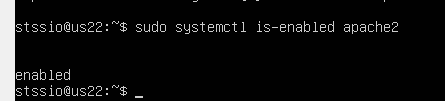 stssio@us22:~$ sudo systemctl is-enabled apache2
enabled
stssio@us22:~$ _